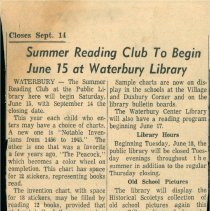 Closes Sept. 14
Summer Reading Club To Begin
June 15 at Waterbury Library
WATERBURY — The Summer
Reading Club at the Public Li-
brary here will begin Saturday,
June 15, with September 14 the
closing date.
This year each child who en-
ters may have a choice of charts.
A new one is "Notable Inven-
tions from 1456 to 1965." The
other one is one that was a favor-
ite years ago, "The Peacock,"
which becomes a color wheel on
completion. This chart has space
for 32 stickers, representing books
read.
The invention chart, with space
for 18 stickers, may be filled by
reading 12 books, provided
Sample charts are now on dis-
play in the schools at the Village
and Duxbury Corner and on the
library bulletin boards.
The Waterbury Center Library
will also have a reading program
beginning June 17.
Library Hours
Beginning Tuesday, June 18, the
public library will be closed Tues-
day evenings throughout the
summer in addition to the regular
Thursday closing.
Old School Pictures
The library will display the
Historical Society's collection of
old school pictures